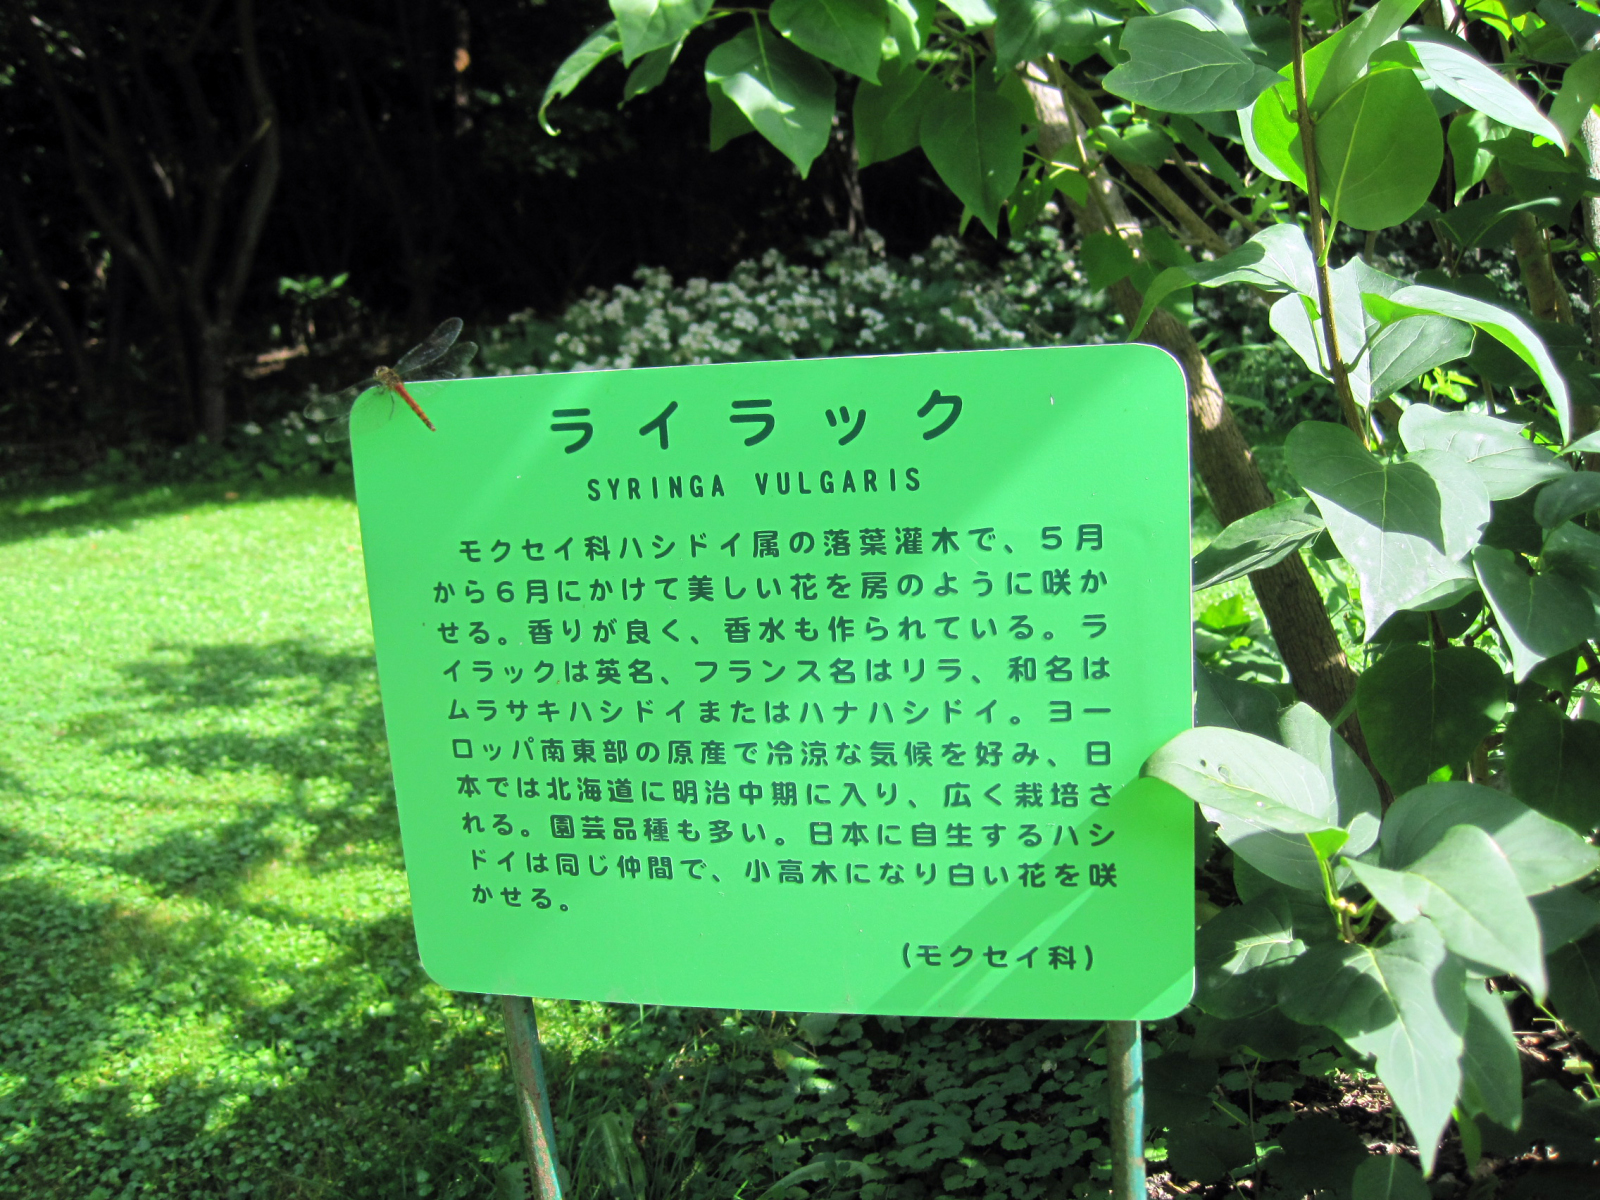 ライラック
SYRINGA VULGARIS
モクセイ科ハシドイ属の落葉灌木で、５月
から６月にかけて美しい花を房のように咲か
せる。香りが良く、香水も作られている。ラ
イラックは英名、フランス名はリラ、和名は
ムラサキハシドイまたはハナハシドイ。ヨー
ロッパ南東部の原産で冷涼な気候を好み、日
本では北海道に明治中期に入り、広く栽培さ
れる。園芸品種も多い。日本に自生するハシ
ドイは同じ仲間で、小高木になり白い花を咲
かせる。
(モクセイ科)